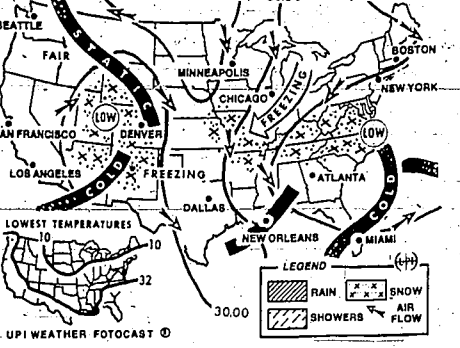 SEATTLE
FAIR
STATIC
MINNEAPOLIS
BOSTON
NEW YORK
CHICAGO
FREEZING
LOW
SAN FRANCISCO
DENVER
LOW
LOS ANGELES
COLD
FREEZING
ATLANTA
COLD
DALLAS
NEW ORLEANS
MIAMI
LOWEST TEMPERATURES
10
10
32
30.00
LEGEND
UPI
RAIN
SNOW
SHOWERS
AIR
FLOW
UPI WEATHER FOTOCAST